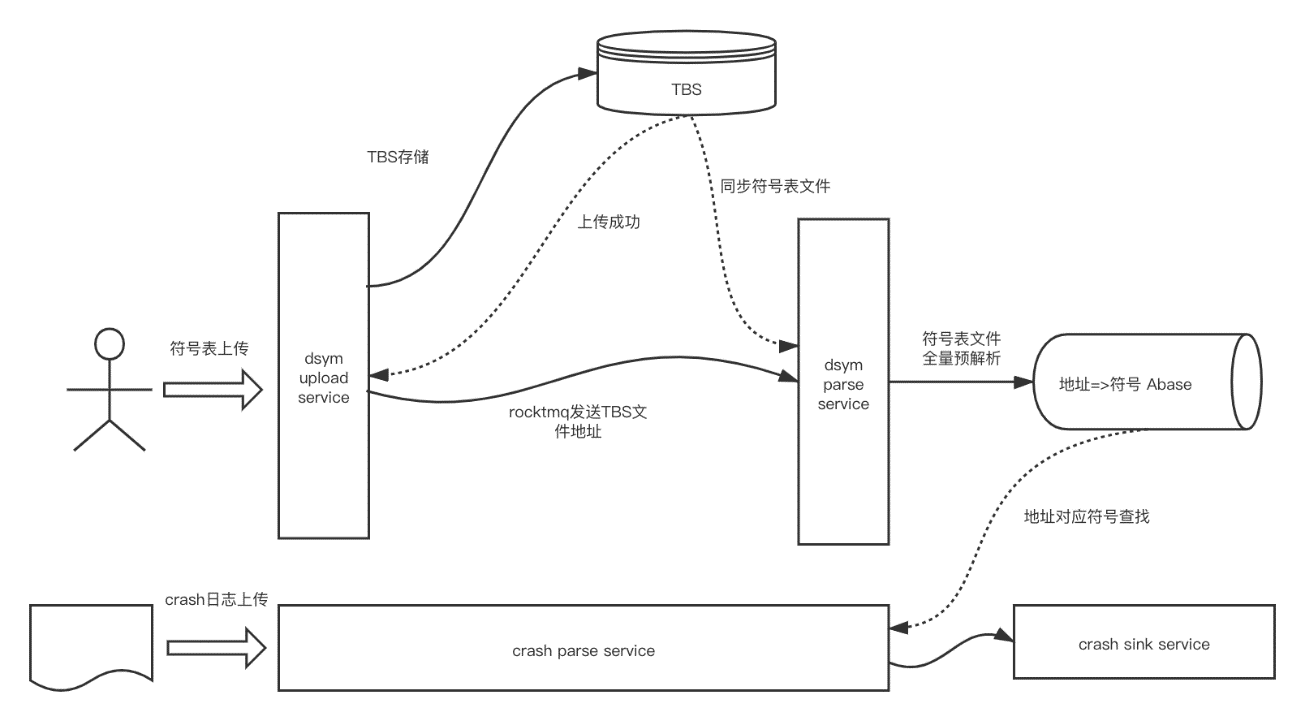 TBS
TBS存储
同步符号表文件
上传成功
符号表上传
dsym
upload
service
dsym
parse
service
符号表文件
全量预解析
地址=>符号 Abase
rocktmq发送TBS文
件地址
地址对应符号查找
crash日志上传
crash parse service
crash sink service